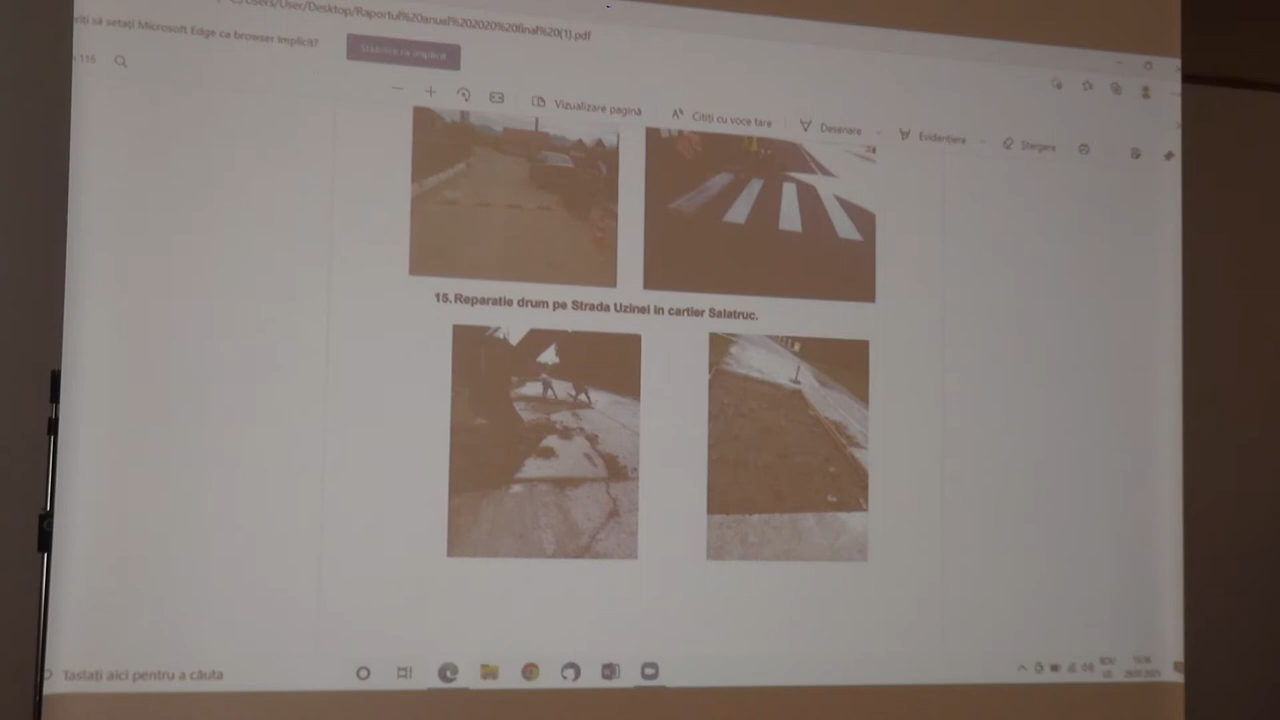 Users/User/Desktop/Raportul%20anual%202020%20final%20(1).pdf
să setați Microsoft Edge ca browser implicit?
116
Vizualizare pagină
Citiți cu voce tare
Desenare
Evidențiere
Ștergere
15. Reparatie drum pe Strada Uzinei in cartier Salatruc.
Tastați aici pentru a căuta